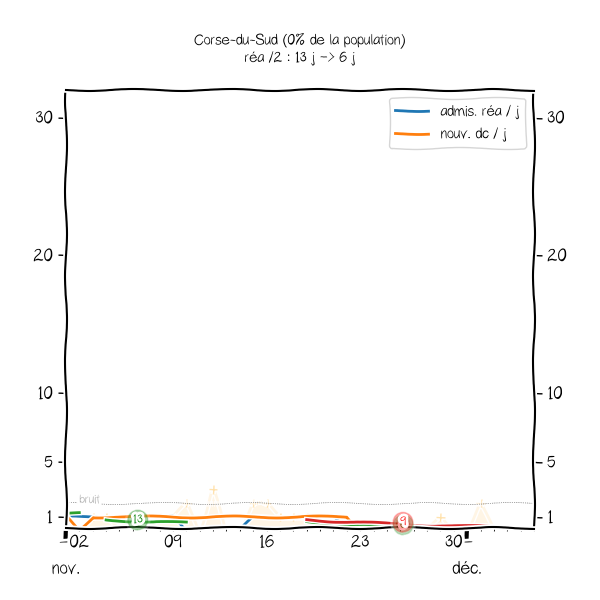 Corse-du-Sud (0% de la population)
réa /2 : 13 j -> 6 j
admis. réa / j
nouv. dc / j
30
30
20
20
10
10
5
5
... bruit
1
1
13
02
09
16
23
30
nov.
déc.